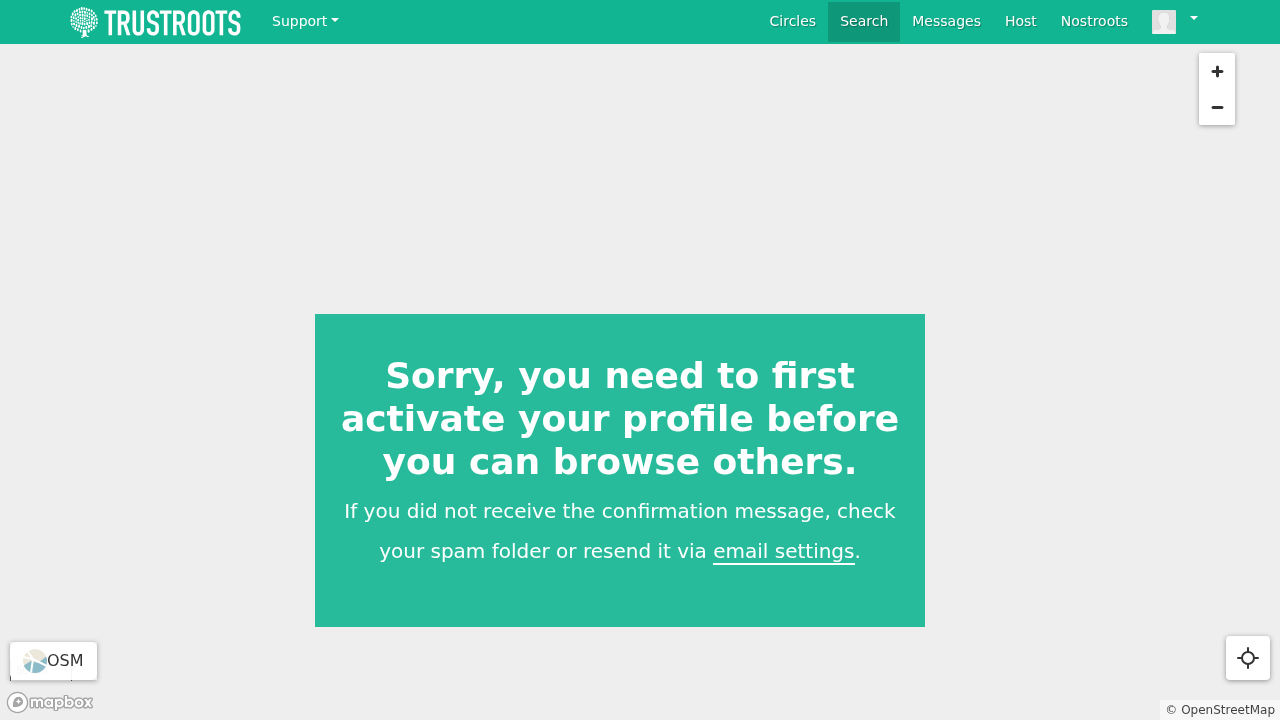 TRUSTROOTS Support Circles Search Messages Host Nostroots
Sorry, you need to first
activate your profile before
you can browse others.
If you did not receive the confirmation message, check
your spam folder or resend it via email settings.
OSM
mapbox
© OpenStreetMap